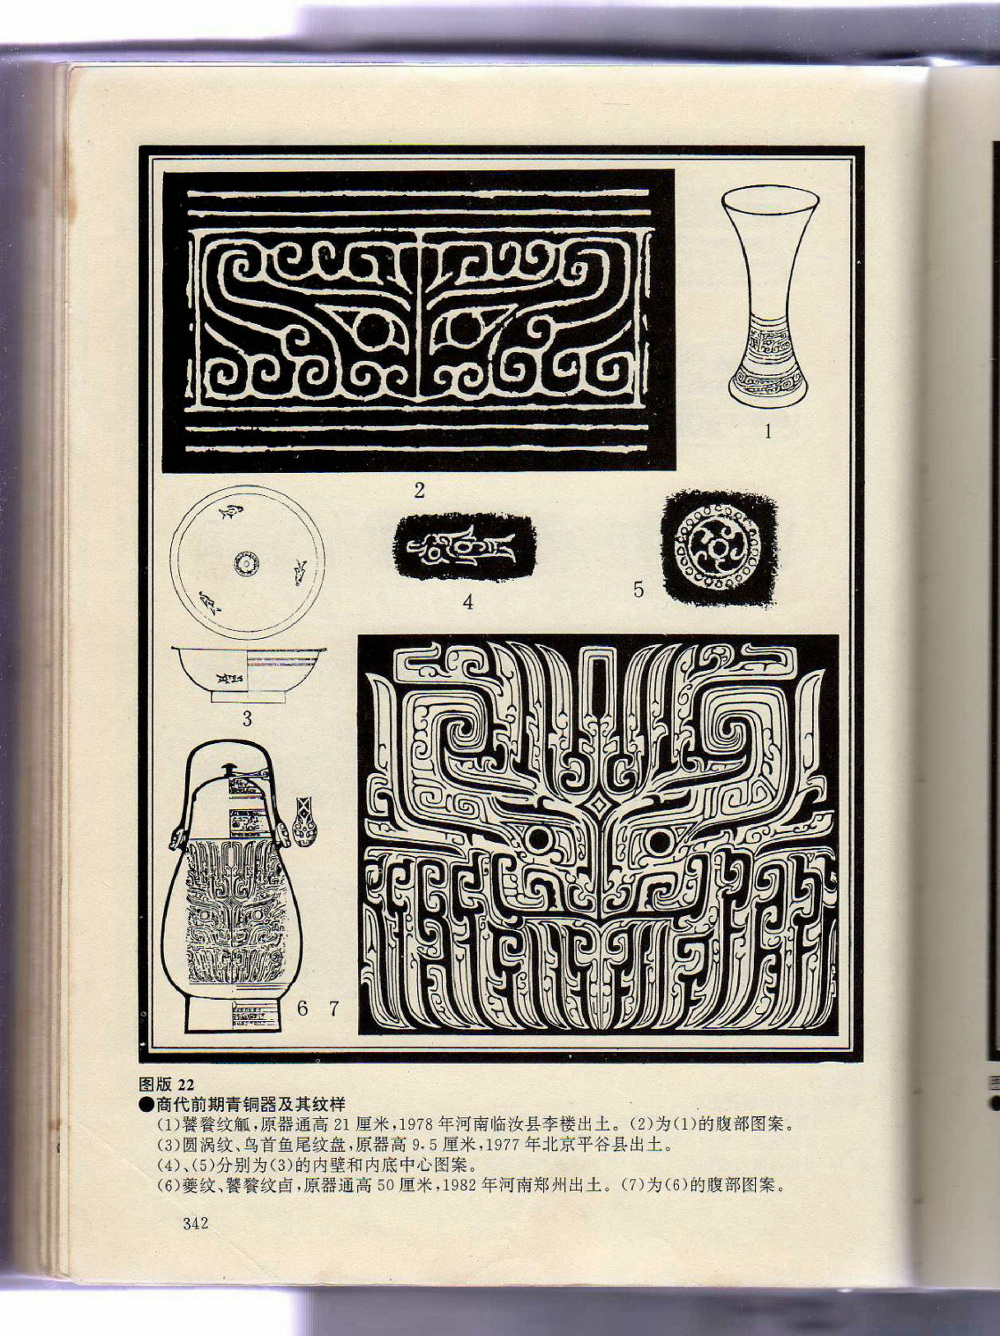 1
2
4
5
3
6 7
图版 22
●商代前期青铜器及其纹样
(1)饕餮纹觚,原器通高 21 厘米,1978 年河南临汝县李楼出土。(2)为(1)的腹部图案。
(3)圆涡纹、鸟首鱼尾纹盘,原器高 9.5 厘米,1977 年北京平谷县出土。
(4)、(5)分别为(3)的内壁和内底中心图案。
(6)夔纹、饕餮纹卣,原器通高 50 厘米,1982 年河南郑州出土。(7)为(6)的腹部图案。
342